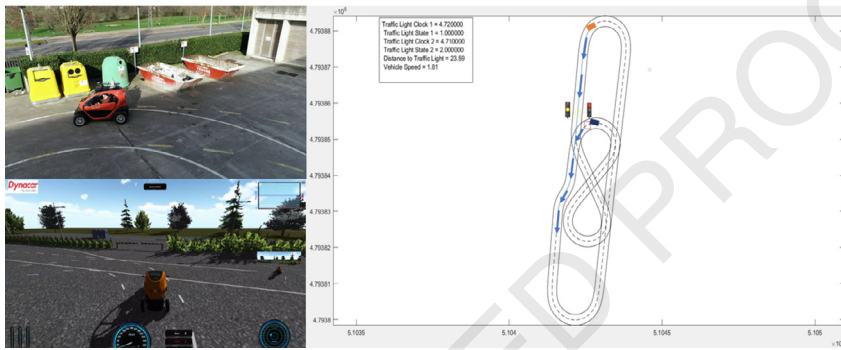 Dynacar
4.79388
4.79387
4.79386
4.79385
4.79384
4.79383
4.79382
4.79381
4.7938
Traffic Light Clock 1 = 4.720000
Traffic Light State 1 = 1.000000
Traffic Light Clock 2 = 4.710000
Traffic Light State 2 = 2.000000
Distance to Traffic Light = 23.59
Vehicle Speed = 1.81
5.1035
5.104
5.1045
5.105
ED PROO